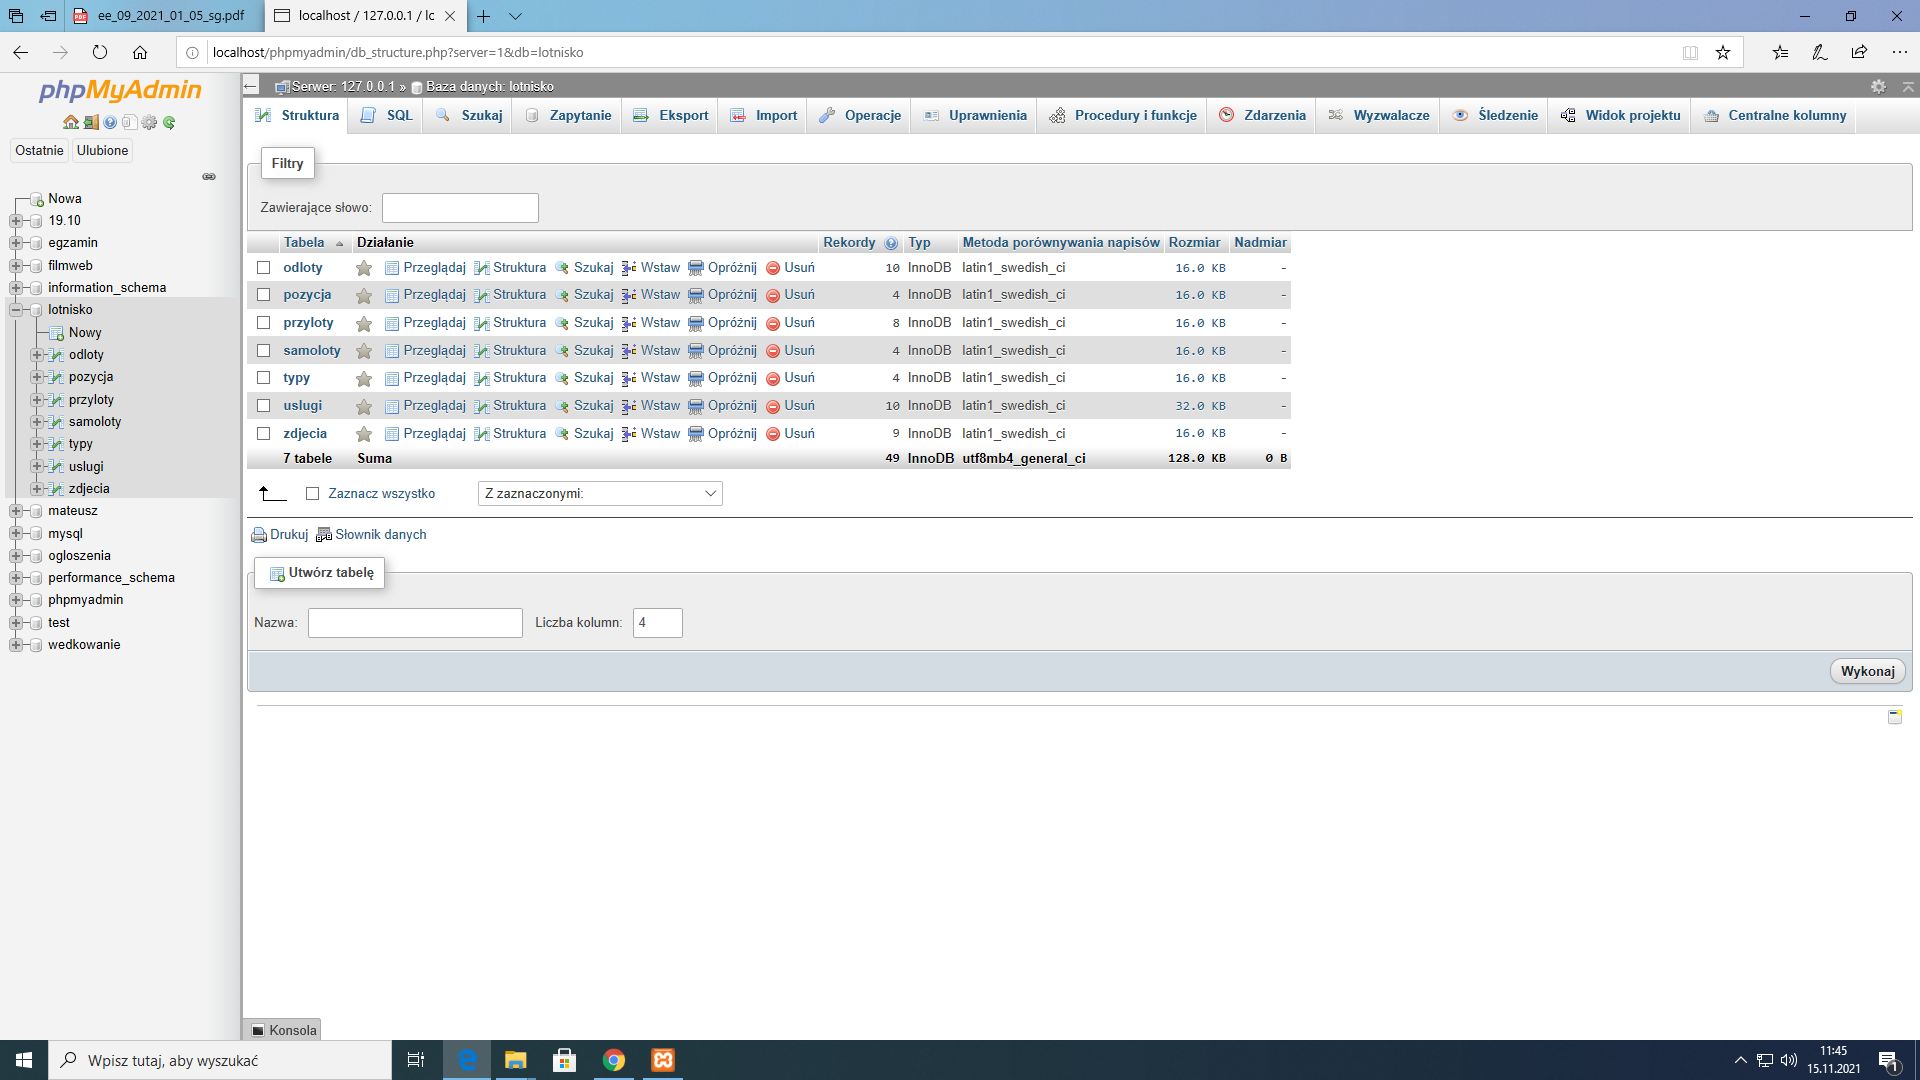 ee_09_2021_01_05_sg.pdf
localhost / 127.0.0.1 / lc
localhost/phpmyadmin/db_structure.php?server=1&db=lotnisko
phpMyAdmin
Ostatnie Ulubione
Nowa
19.10
egzamin
filmweb
information_schema
lotnisko
Nowy
odloty
pozycja
przyloty
samoloty
typy
uslugi
zdjecia
mateusz
mysql
ogloszenia
performance_schema
phpmyadmin
test
wedkowanie
Serwer: 127.0.0.1 » Baza danych: lotnisko
Struktura SQL Szukaj Zapytanie Eksport Import Operacje Uprawnienia Procedury i funkcje Zdarzenia Wyzwalacze Śledzenie Widok projektu Centralne kolumny
Filtry
Zawierające słowo:
Tabela Działanie Rekordy Typ Metoda porównywania napisów Rozmiar Nadmiar
odloty Przeglądaj Struktura Szukaj Wstaw Opróżnij Usuń 10 InnoDB latin1_swedish_ci 16.0 KB -
pozycja Przeglądaj Struktura Szukaj Wstaw Opróżnij Usuń 4 InnoDB latin1_swedish_ci 16.0 KB -
przyloty Przeglądaj Struktura Szukaj Wstaw Opróżnij Usuń 8 InnoDB latin1_swedish_ci 16.0 KB -
samoloty Przeglądaj Struktura Szukaj Wstaw Opróżnij Usuń 4 InnoDB latin1_swedish_ci 16.0 KB -
typy Przeglądaj Struktura Szukaj Wstaw Opróżnij Usuń 4 InnoDB latin1_swedish_ci 16.0 KB -
uslugi Przeglądaj Struktura Szukaj Wstaw Opróżnij Usuń 10 InnoDB latin1_swedish_ci 32.0 KB -
zdjecia Przeglądaj Struktura Szukaj Wstaw Opróżnij Usuń 9 InnoDB latin1_swedish_ci 16.0 KB -
7 tabele Suma 49 InnoDB utf8mb4_general_ci 128.0 KB 0 B
Zaznacz wszystko Z zaznaczonymi:
Drukuj Słownik danych
Utwórz tabelę
Nazwa: Liczba kolumn: 4
Wykonaj
Konsola
Wpisz tutaj, aby wyszukać
11:45
15.11.2021
1